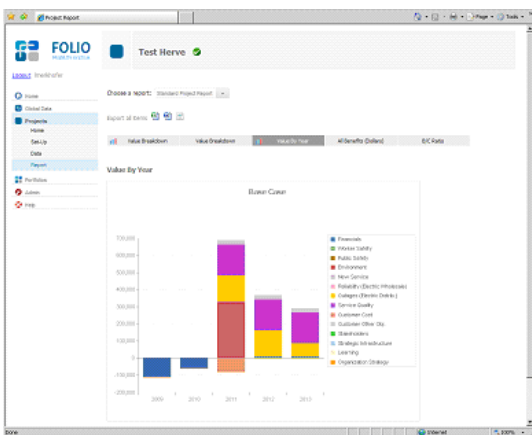 Project Report
Page
Tools
FOLIO
Test Herve
Logout
Home
Global Data
Projects
Home
Set-Up
Data
Report
Portfolios
Admin
Help
Choose a report: Standard Project Report
Export all items
Value Breakdown Value Breakdown Value By Year All Benefits (Dollars) B/C Ratio
Value By Year
Base Case
700,000
600,000
500,000
400,000
300,000
200,000
100,000
0
-100,000
-200,000
2009 2010 2011 2012 2013
Financials
Worker Safety
Public Safety
Environment
New Service
Reliability (Electric Wholesale)
Outages (Electric Distrib.)
Service Quality
Customer Cost
Customer Other Qty.
Stakeholders
Strategic Infrastructure
Learning
Organization Strategy
Done
Internet
100%